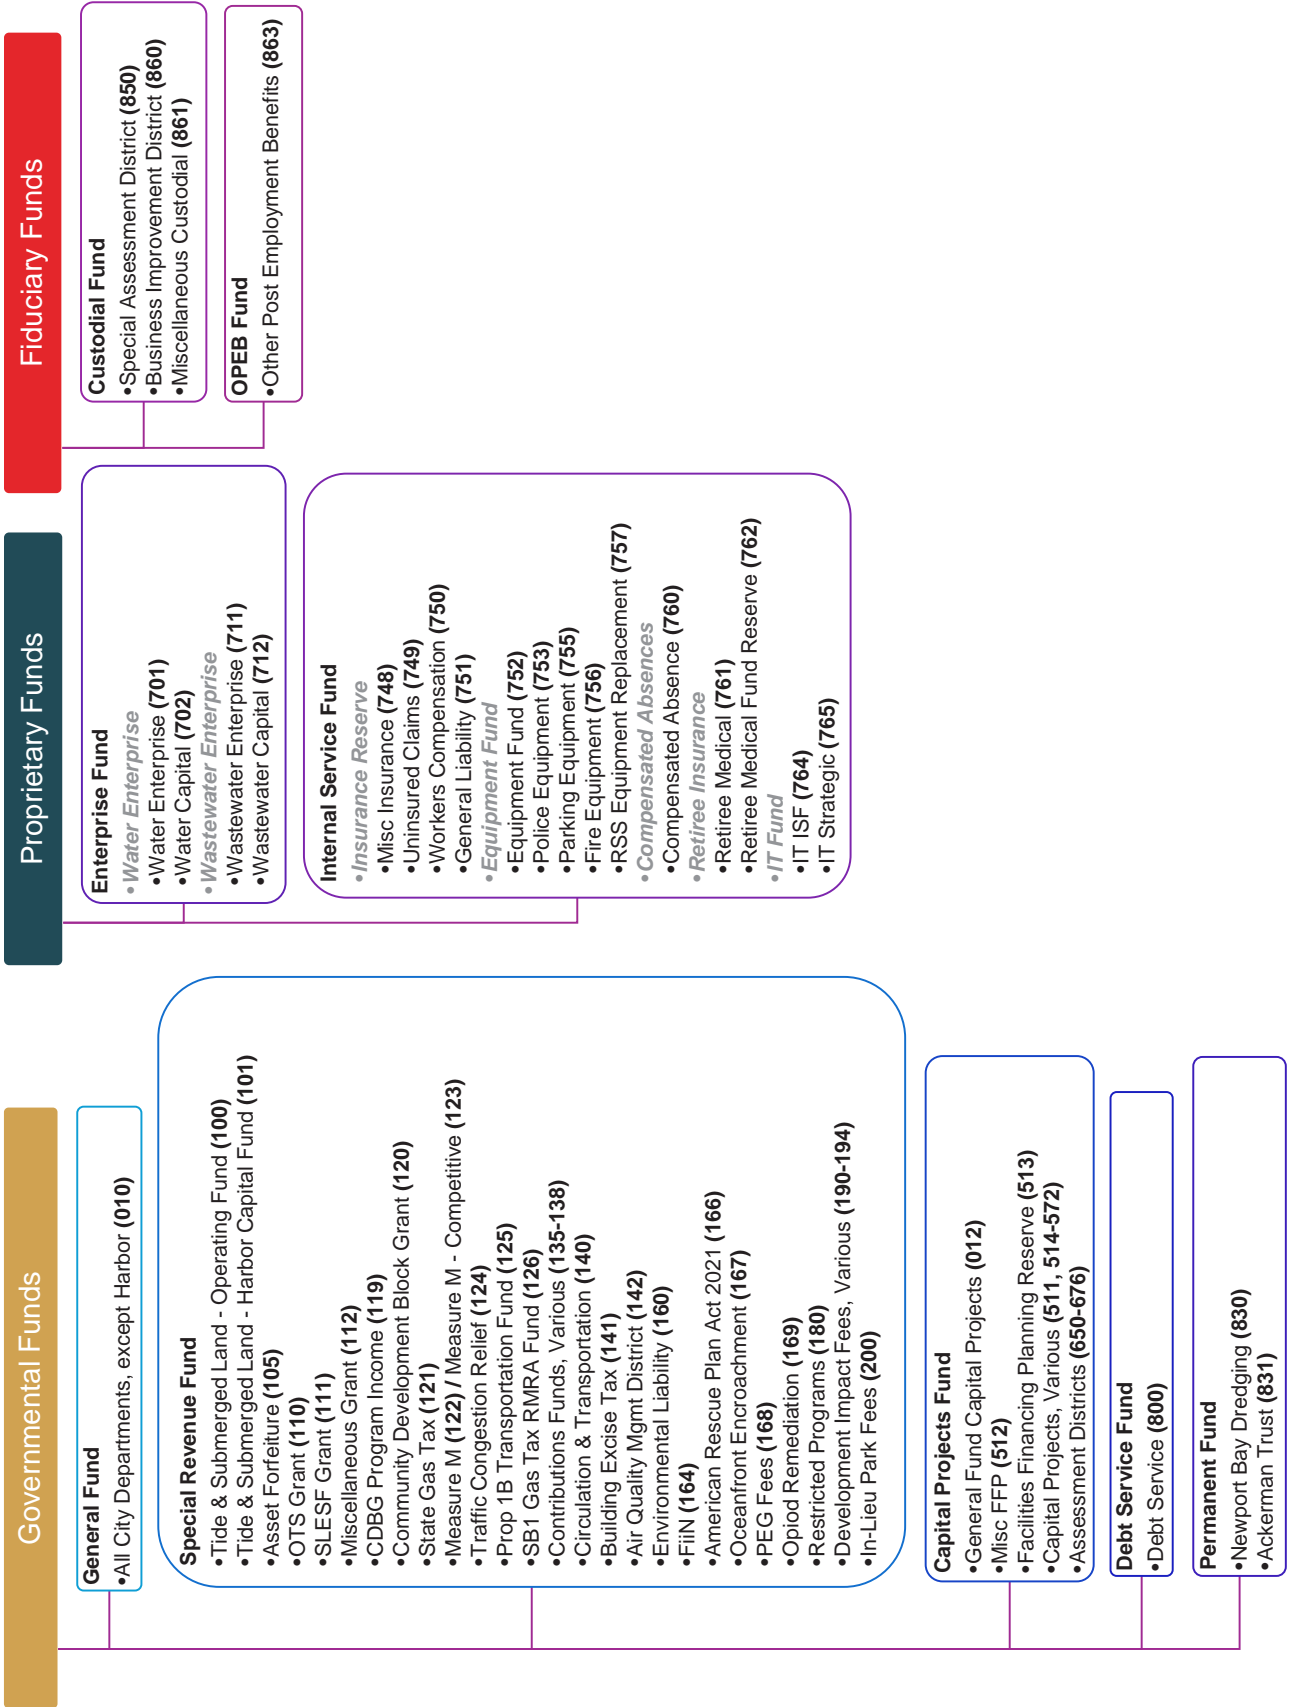 Governmental Funds
General Fund
•All City Departments, except Harbor (010)
Special Revenue Fund
•Tide & Submerged Land - Operating Fund (100)
•Tide & Submerged Land - Harbor Capital Fund (101)
•Asset Forfeiture (105)
•OTS Grant (110)
•SLESF Grant (111)
•Miscellaneous Grant (112)
•CDBG Program Income (119)
•Community Development Block Grant (120)
•State Gas Tax (121)
•Measure M (122) / Measure M - Competitive (123)
•Traffic Congestion Relief (124)
•Prop 1B Transportation Fund (125)
•SB1 Gas Tax RMRA Fund (126)
•Contributions Funds, Various (135-138)
•Circulation & Transportation (140)
•Building Excise Tax (141)
•Air Quality Mgmt District (142)
•Environmental Liability (160)
•FiiN (164)
•American Rescue Plan Act 2021 (166)
•Oceanfront Encroachment (167)
•PEG Fees (168)
•Opiod Remediation (169)
•Restricted Programs (180)
•Development Impact Fees, Various (190-194)
•In-Lieu Park Fees (200)
Capital Projects Fund
•General Fund Capital Projects (012)
•Misc FFP (512)
•Facilities Financing Planning Reserve (513)
•Capital Projects, Various (511, 514-572)
•Assessment Districts (650-676)
Debt Service Fund
•Debt Service (800)
Permanent Fund
•Newport Bay Dredging (830)
•Ackerman Trust (831)
Proprietary Funds
Enterprise Fund
•Water Enterprise
•Water Enterprise (701)
•Water Capital (702)
•Wastewater Enterprise
•Wastewater Enterprise (711)
•Wastewater Capital (712)
Internal Service Fund
•Insurance Reserve
•Misc Insurance (748)
•Uninsured Claims (749)
•Workers Compensation (750)
•General Liability (751)
•Equipment Fund
•Equipment Fund (752)
•Police Equipment (753)
•Parking Equipment (755)
•Fire Equipment (756)
•RSS Equipment Replacement (757)
•Compensated Absences
•Compensated Absence (760)
•Retiree Insurance
•Retiree Medical (761)
•Retiree Medical Fund Reserve (762)
•IT Fund
•IT ISF (764)
•IT Strategic (765)
Fiduciary Funds
Custodial Fund
•Special Assessment District (850)
•Business Improvement District (860)
•Miscellaneous Custodial (861)
OPEB Fund
•Other Post Employment Benefits (863)